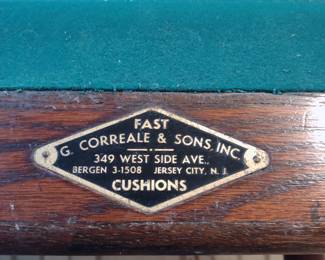 FAST
G. CORREALE & SONS, INC.
349 WEST SIDE AVE.,
BERGEN 3-1508 JERSEY CITY, N. J.
CUSHIONS